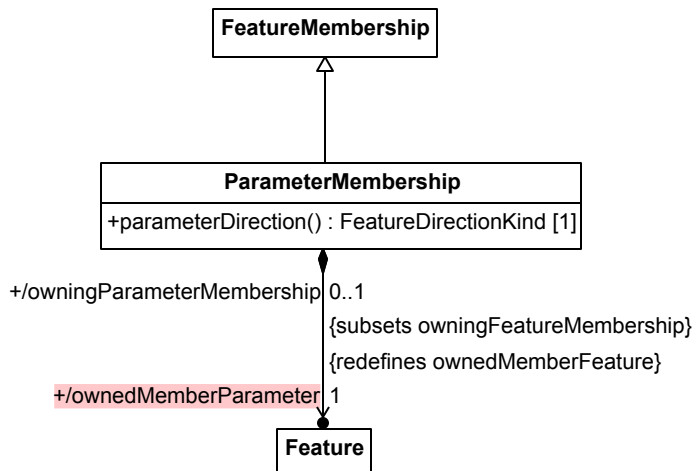 FeatureMembership
ParameterMembership
+parameterDirection() : FeatureDirectionKind [1]
+/owningParameterMembership 0..1
{subsets owningFeatureMembership}
{redefines ownedMemberFeature}
+/ownedMemberParameter 1
Feature